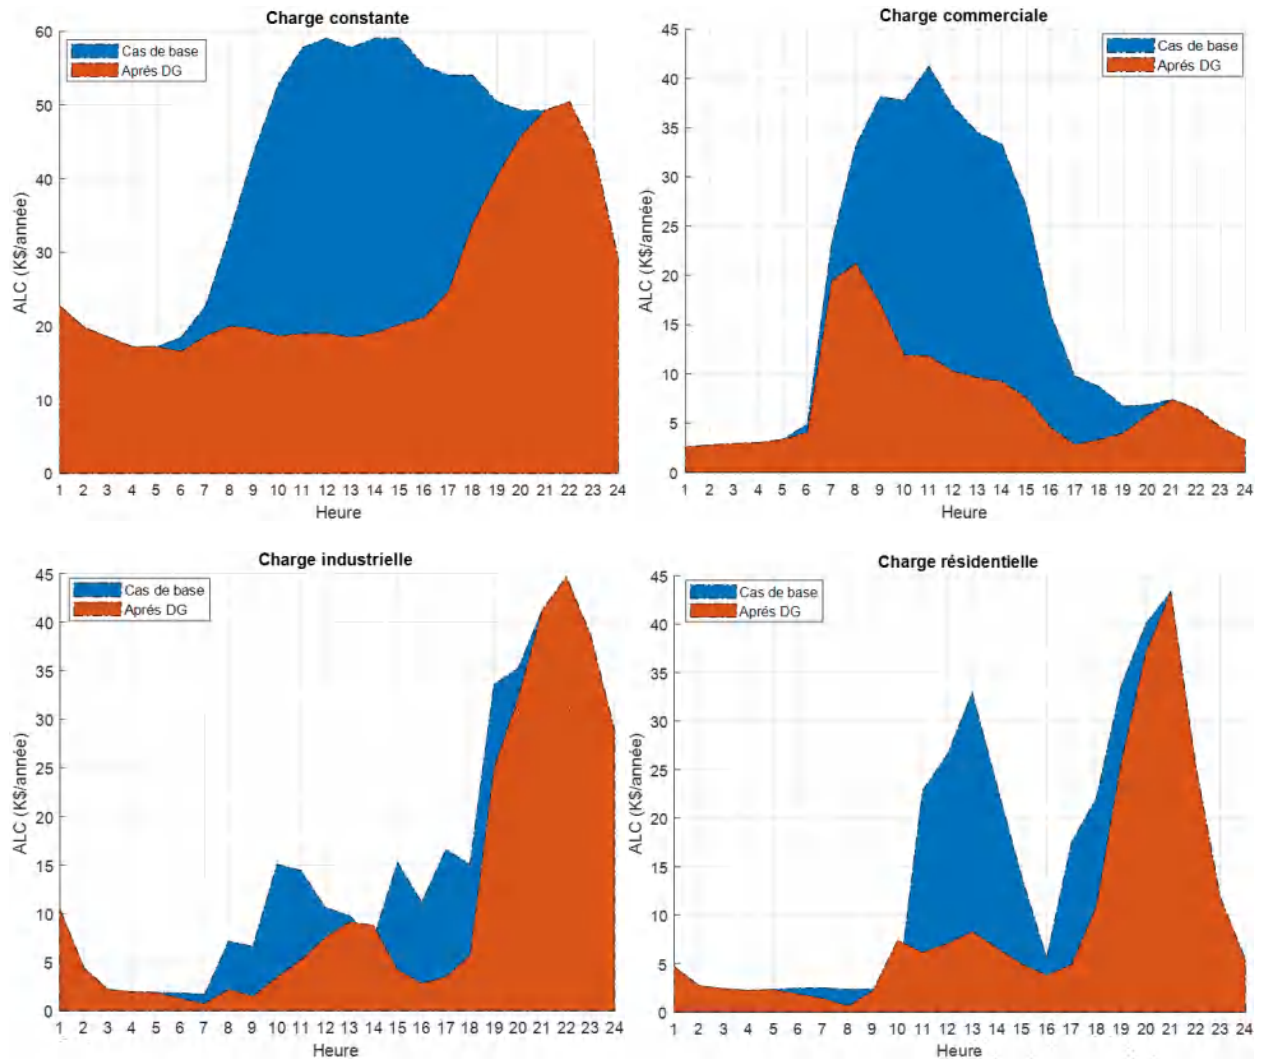 Charge constante
60
50
40
30
20
10
0
ALC (K$/année)
Cas de base
Aprés DG
1 2 3 4 5 6 7 8 9 10 11 12 13 14 15 16 17 18 19 20 21 22 23 24
Heure
Charge commerciale
45
40
35
30
25
20
15
10
5
0
ALC (K$/année)
Cas de base
Aprés DG
1 2 3 4 5 6 7 8 9 10 11 12 13 14 15 16 17 18 19 20 21 22 23 24
Heure
Charge industrielle
45
40
35
30
25
20
15
10
5
0
ALC (K$/année)
Cas de base
Aprés DG
1 2 3 4 5 6 7 8 9 10 11 12 13 14 15 16 17 18 19 20 21 22 23 24
Heure
Charge résidentielle
45
40
35
30
25
20
15
10
5
0
ALC (K$/année)
Cas de base
Aprés DG
1 2 3 4 5 6 7 8 9 10 11 12 13 14 15 16 17 18 19 20 21 22 23 24
Heure